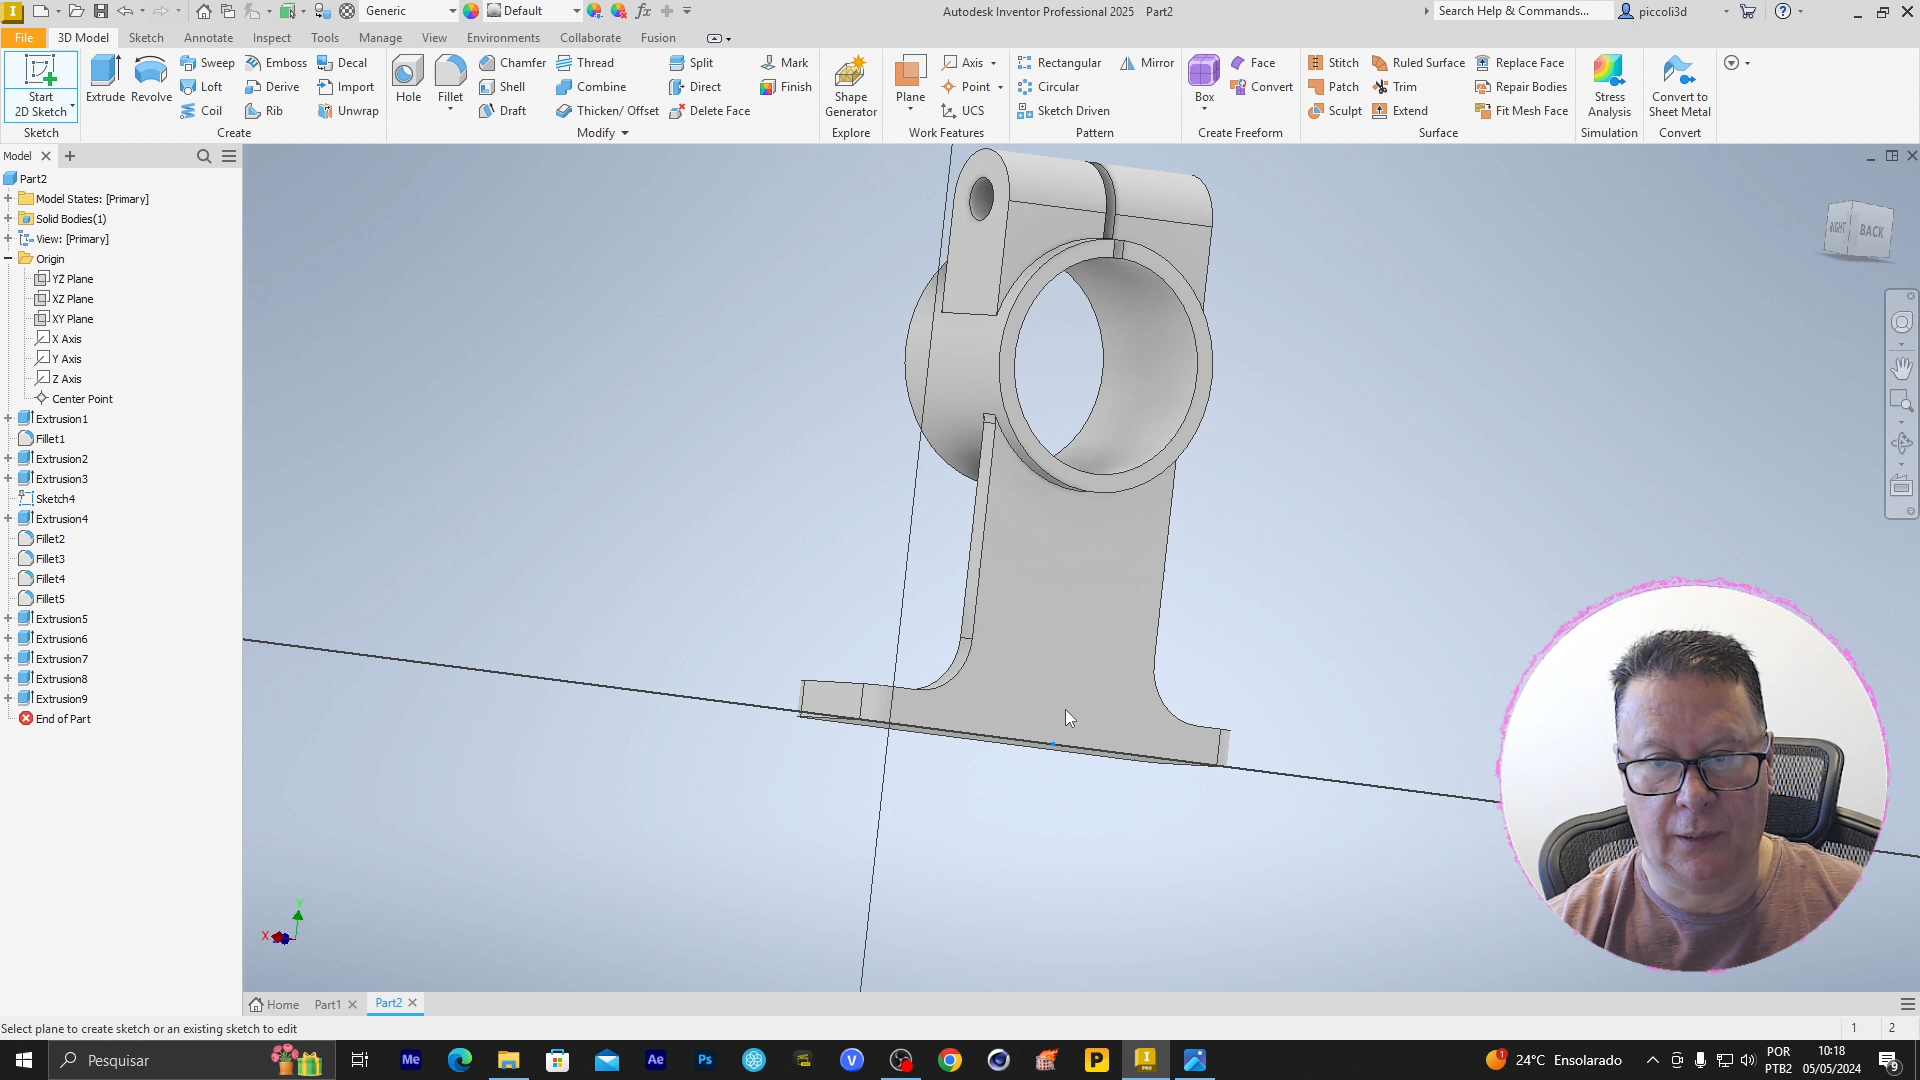 Generic
Default
Autodesk Inventor Professional 2025 Part2
Search Help & Commands...
piccoli3d
File
3D Model
Sketch
Annotate
Inspect
Tools
Manage
View
Environments
Collaborate
Fusion
Start
2D Sketch
Sketch
Extrude
Revolve
Sweep
Loft
Coil
Emboss
Derive
Rib
Decal
Import
Unwrap
Create
Hole
Fillet
Chamfer
Shell
Draft
Thread
Combine
Thicken/ Offset
Split
Direct
Delete Face
Modify
Mark
Finish
Shape
Generator
Explore
Plane
Axis
Point
UCS
Work Features
Rectangular
Circular
Sketch Driven
Mirror
Pattern
Box
Face
Convert
Create Freeform
Stitch
Patch
Sculpt
Ruled Surface
Trim
Extend
Replace Face
Repair Bodies
Fit Mesh Face
Surface
Stress
Analysis
Simulation
Convert to
Sheet Metal
Convert
Model
Part2
Model States: [Primary]
Solid Bodies(1)
View: [Primary]
Origin
YZ Plane
XZ Plane
XY Plane
X Axis
Y Axis
Z Axis
Center Point
Extrusion1
Fillet1
Extrusion2
Extrusion3
Sketch4
Extrusion4
Fillet2
Fillet3
Fillet4
Fillet5
Extrusion5
Extrusion6
Extrusion7
Extrusion8
Extrusion9
End of Part
RIGHT
BACK
X
Y
Home
Part1
Part2
Select plane to create sketch or an existing sketch to edit
1
2
Pesquisar
Me
Ae
Ps
V
P
I
PRO
24°C Ensolarado
POR
PTB2
10:18
05/05/2024
9